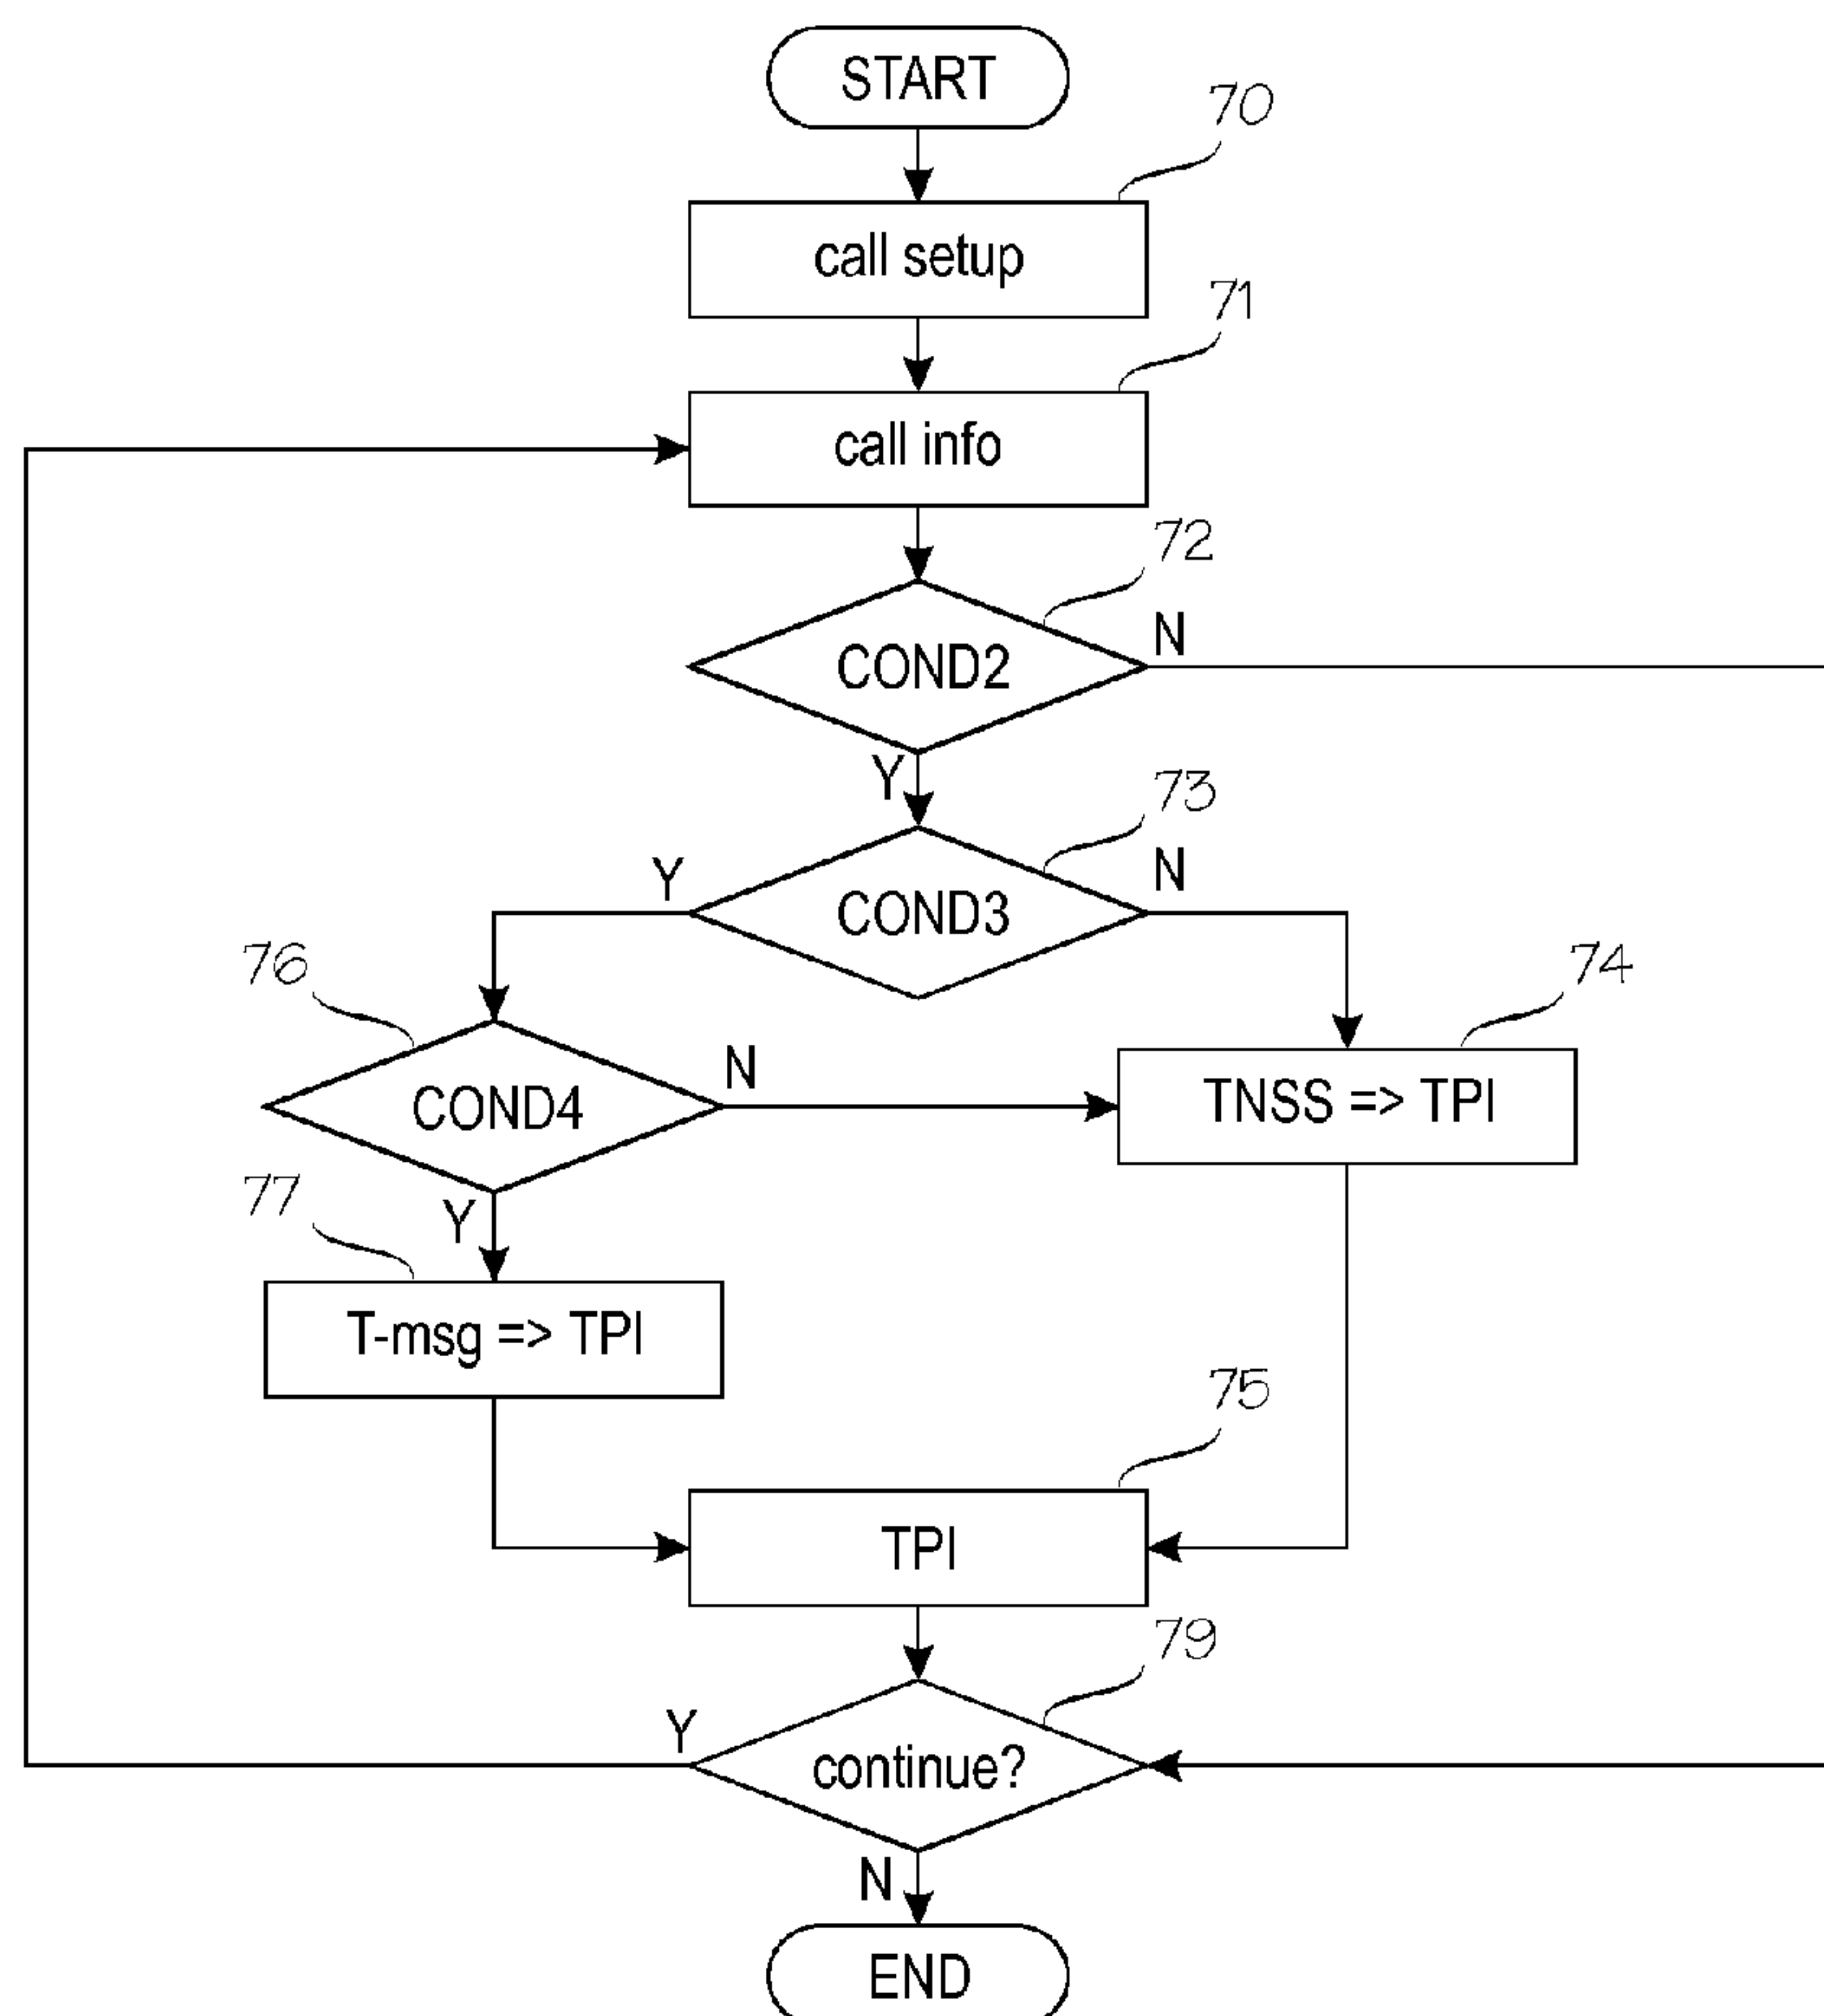 START
70
call setup
71
call info
72
COND2
N
Y
73
Y
COND3
N
76
74
COND4
N
TNSS => TPI
77
Y
T-msg => TPI
75
TPI
79
Y
continue?
N
END